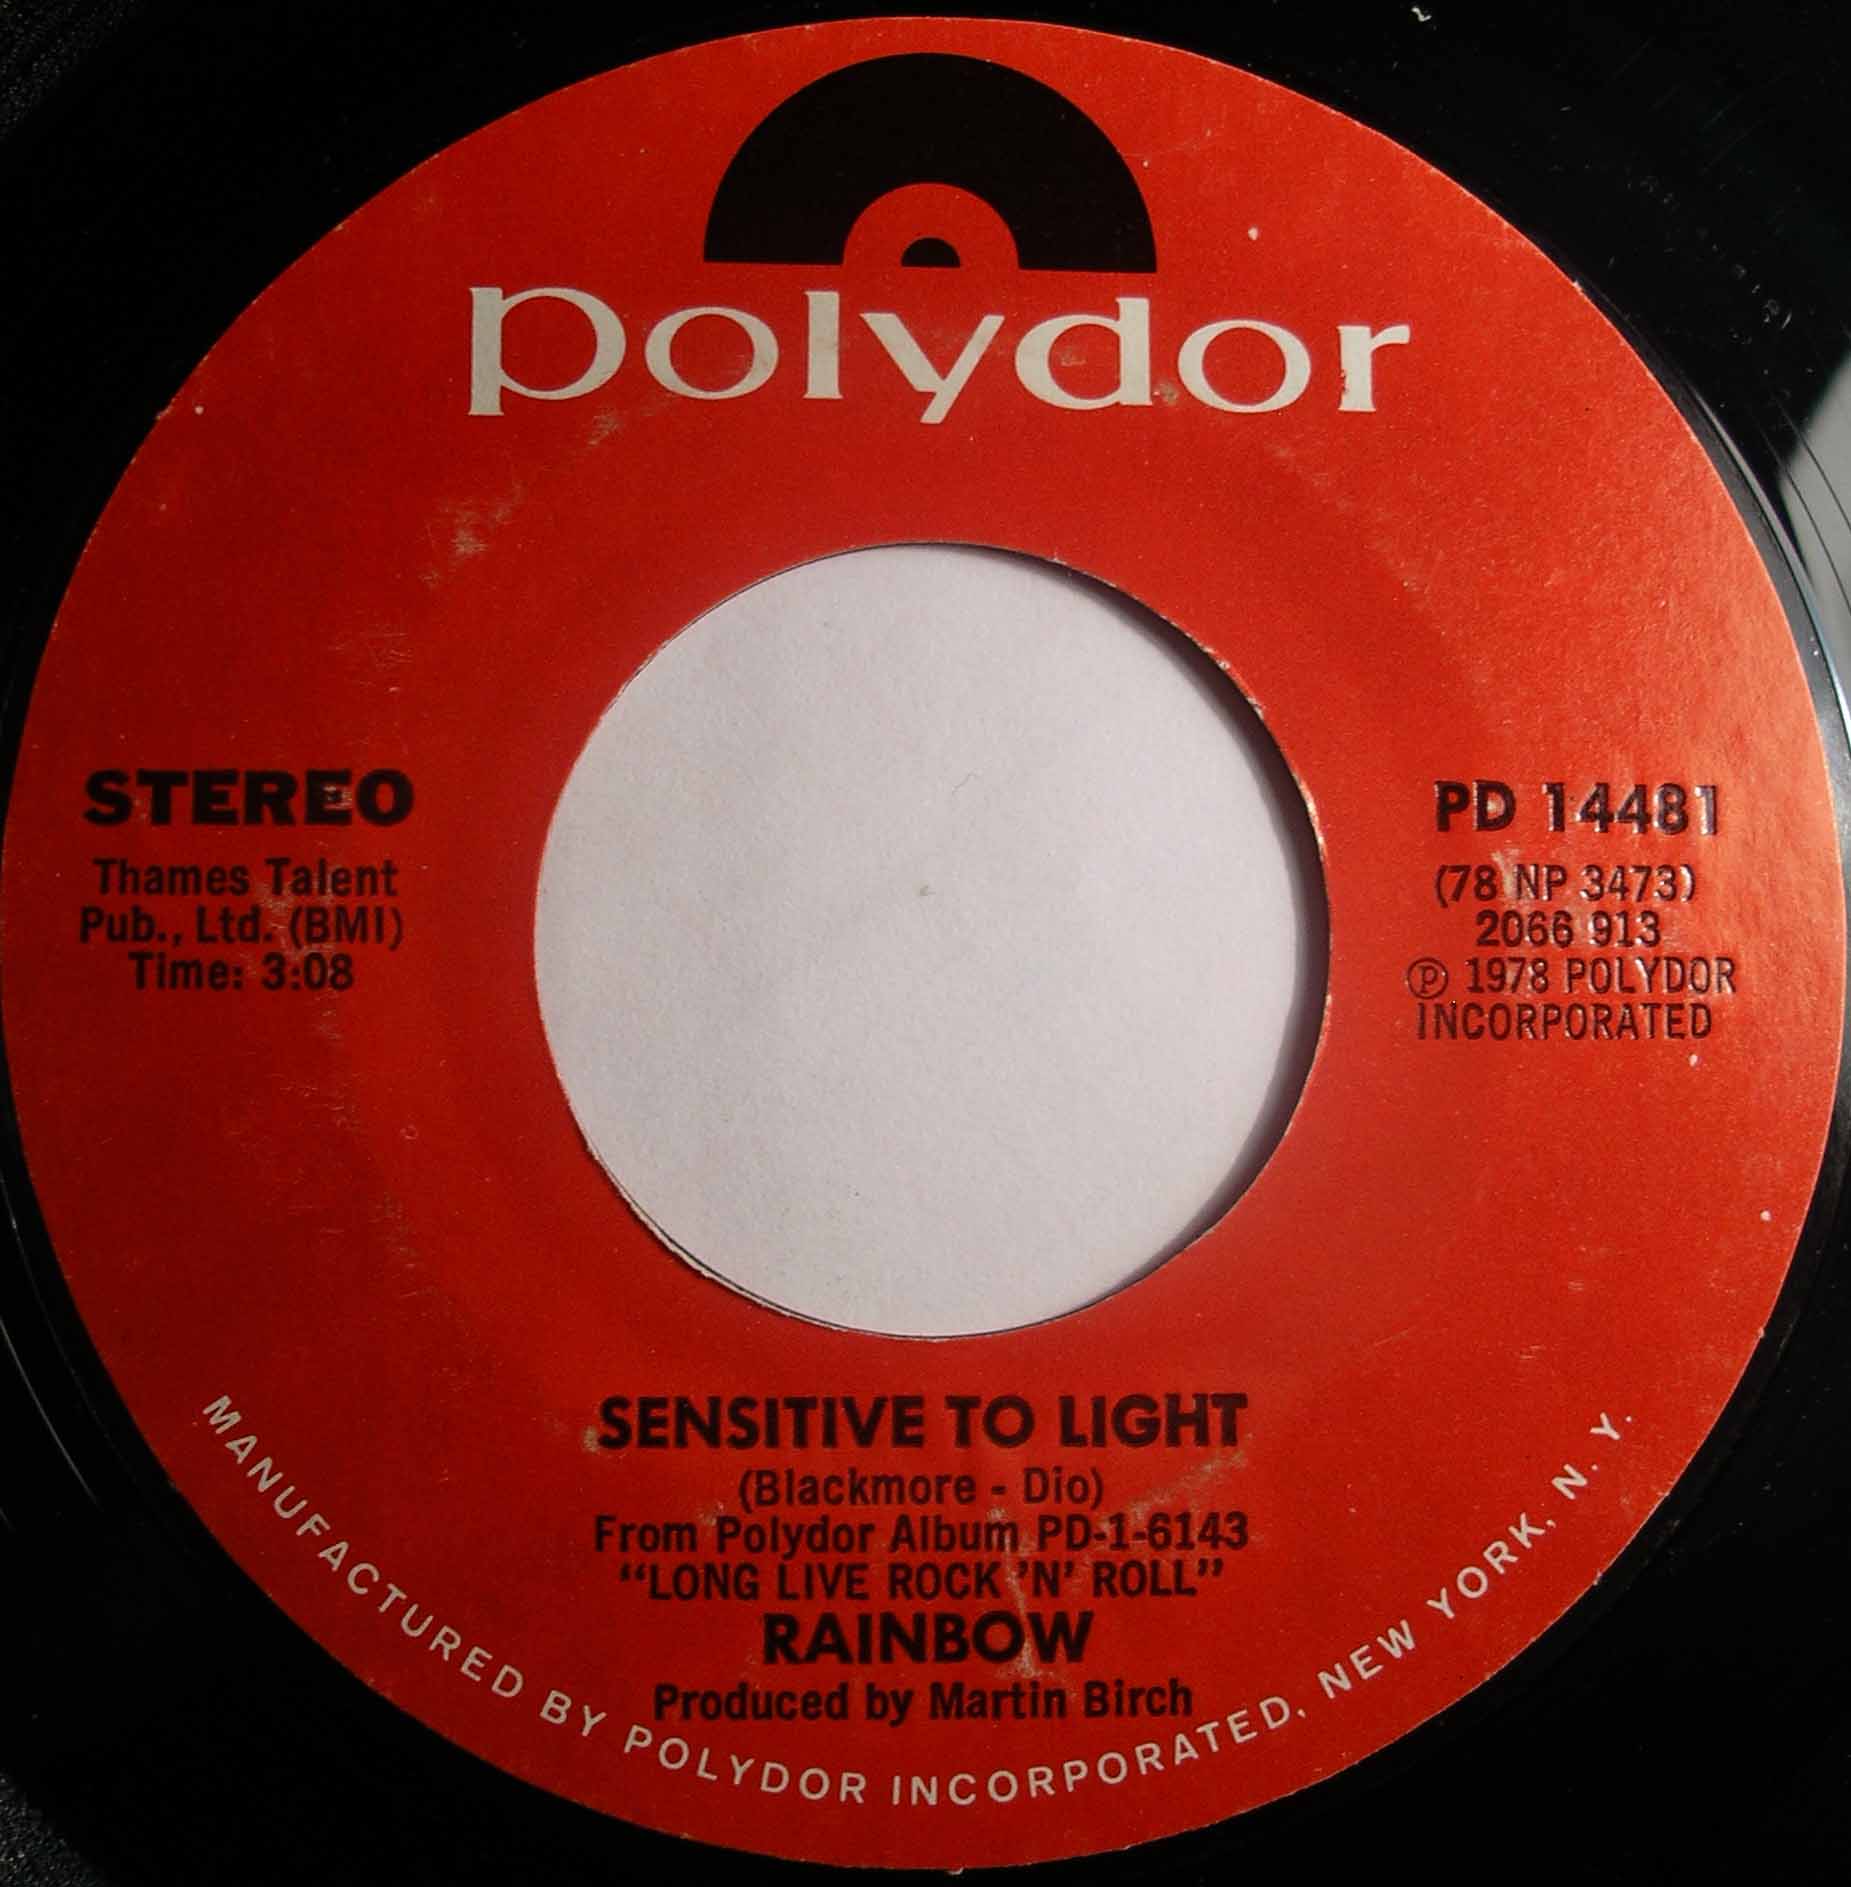 polydor
STEREO
Thames Talent
Pub., Ltd. (BMI)
Time: 3:08
PD 14481
(78 NP 3473)
2066 913
℗ 1978 POLYDOR
INCORPORATED
SENSITIVE TO LIGHT
(Blackmore - Dio)
From Polydor Album PD-1-6143
"LONG LIVE ROCK 'N' ROLL"
RAINBOW
Produced by Martin Birch
MANUFACTURED BY POLYDOR INCORPORATED, NEW YORK, N. Y.